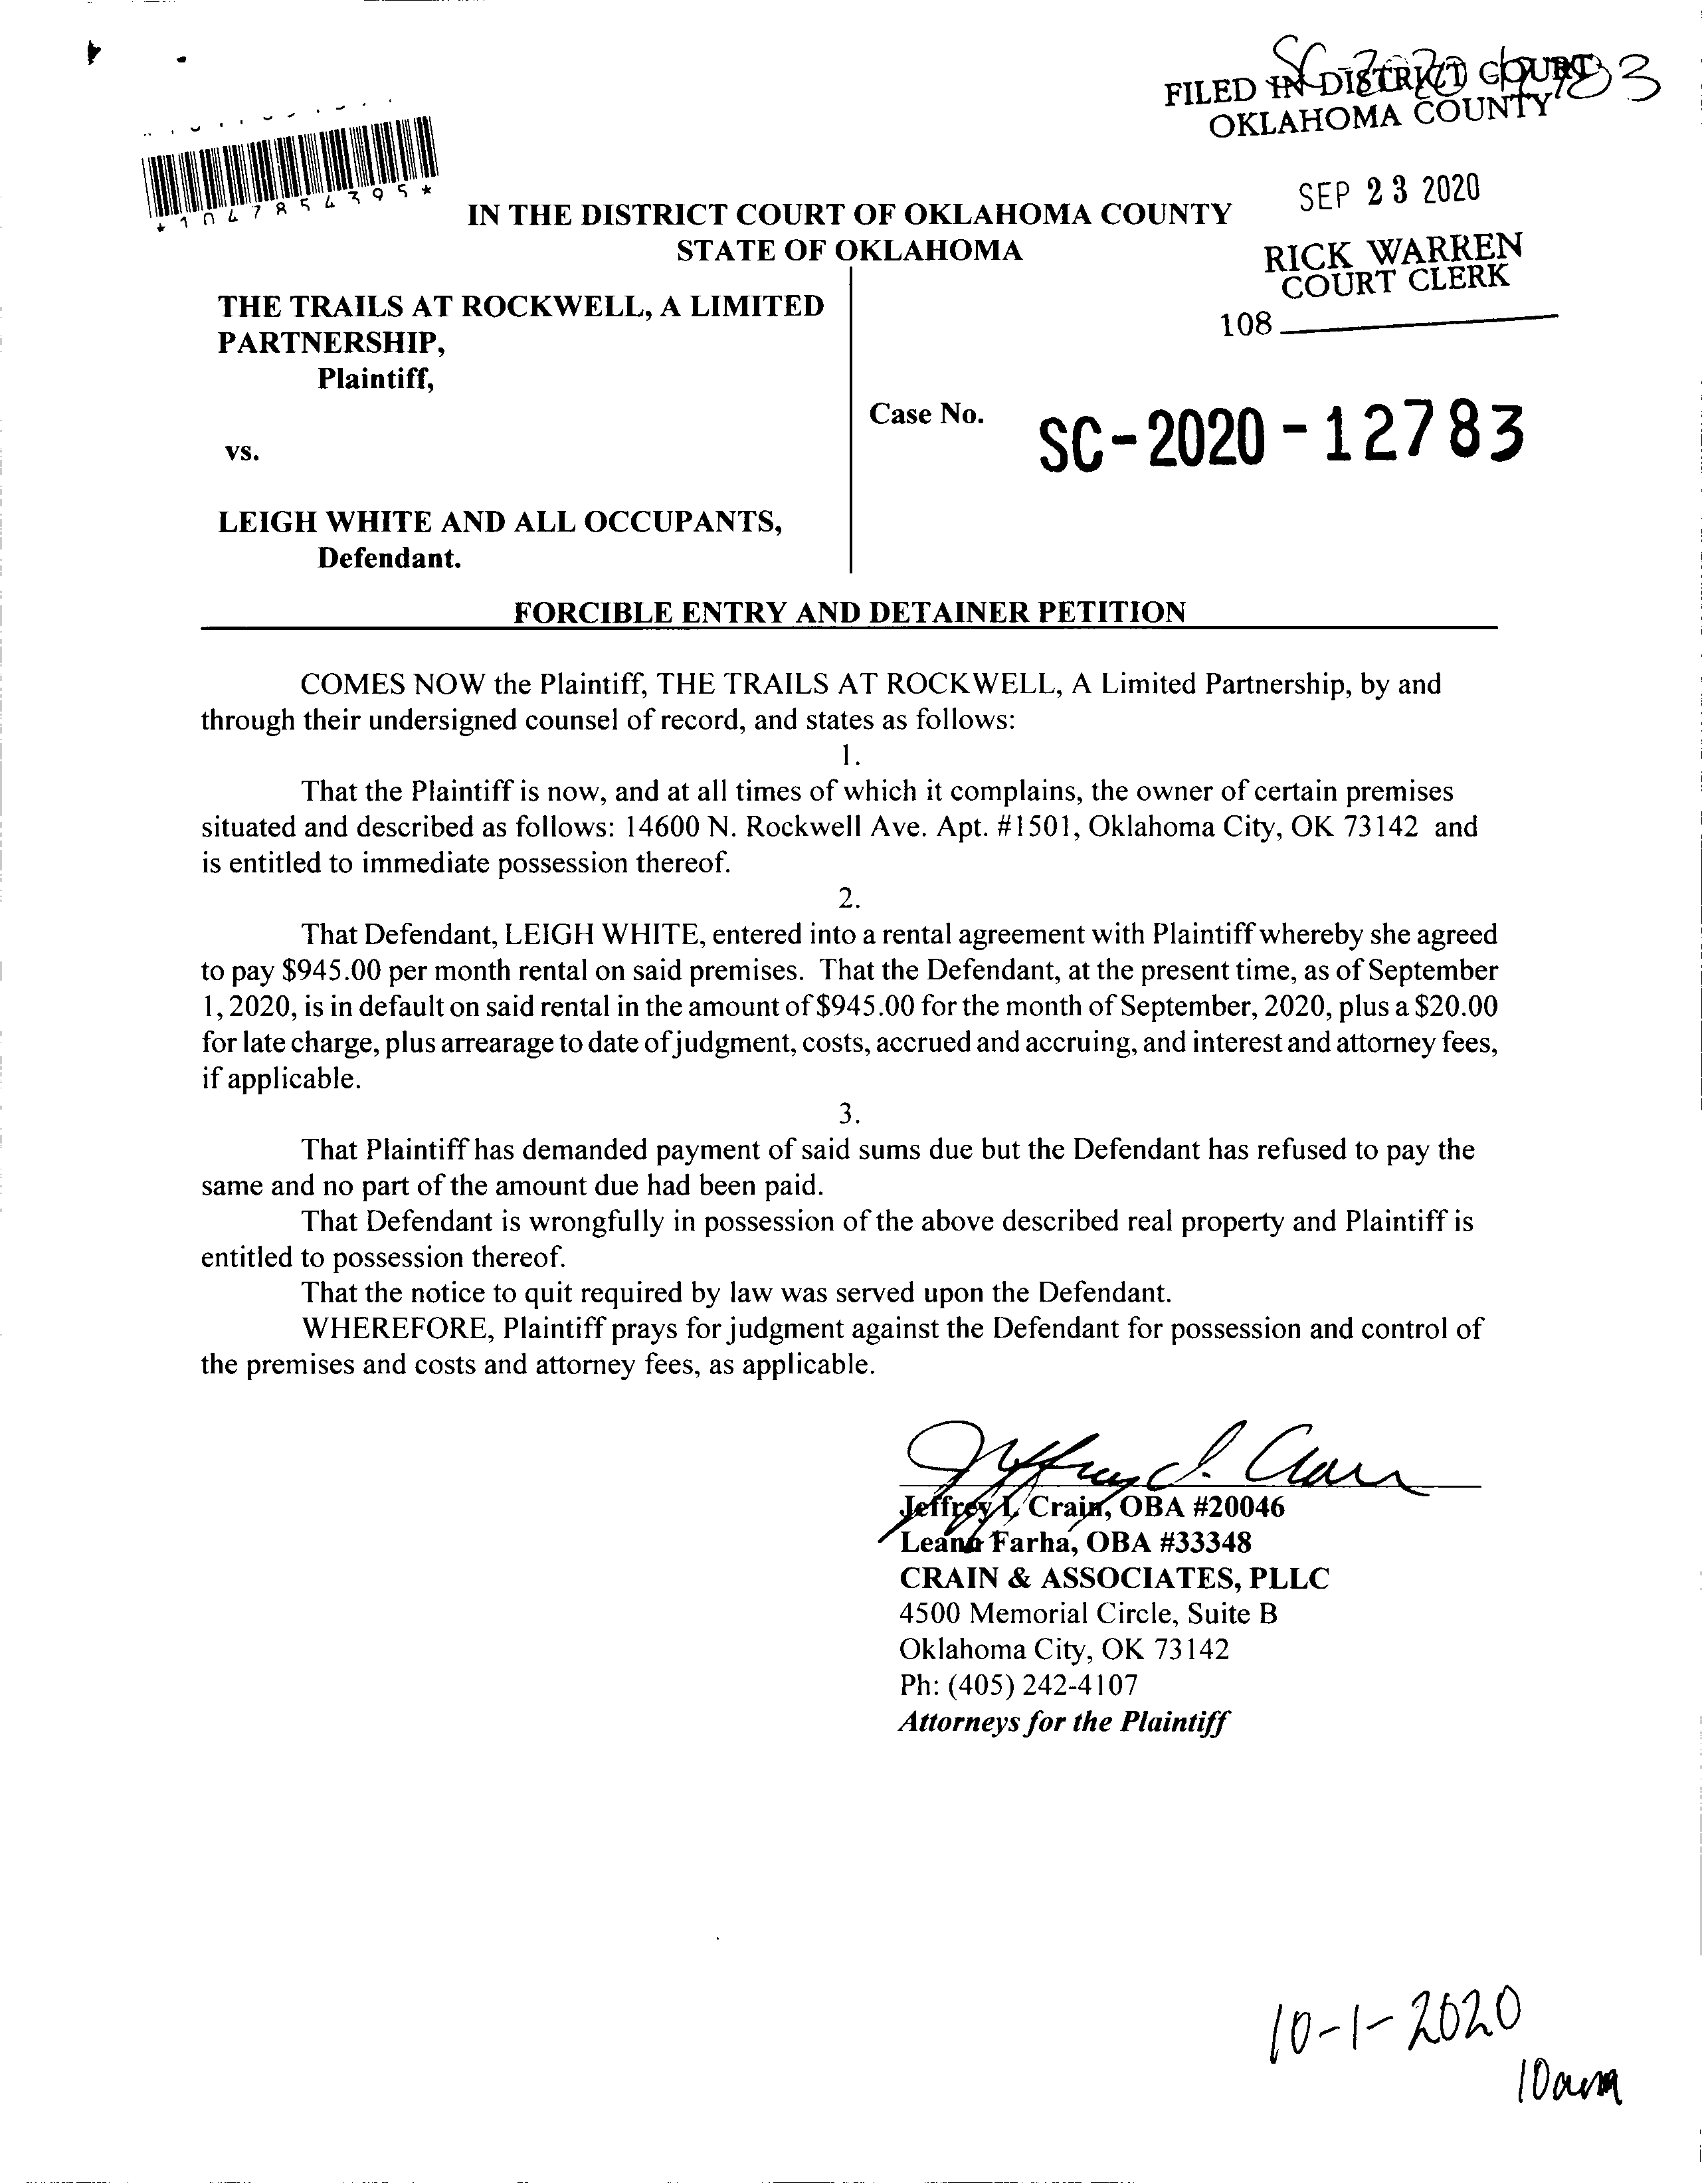 SC-2020-12783
FILED IN DISTRICT COURT
OKLAHOMA COUNTY
SEP 23 2020
RICK WARREN
COURT CLERK
108
*1047854395*
IN THE DISTRICT COURT OF OKLAHOMA COUNTY
STATE OF OKLAHOMA
THE TRAILS AT ROCKWELL, A LIMITED
PARTNERSHIP,
Plaintiff,
vs.
LEIGH WHITE AND ALL OCCUPANTS,
Defendant.
Case No.
SC-2020-12783
FORCIBLE ENTRY AND DETAINER PETITION
COMES NOW the Plaintiff, THE TRAILS AT ROCKWELL, A Limited Partnership, by and
through their undersigned counsel of record, and states as follows:
1.
That the Plaintiff is now, and at all times of which it complains, the owner of certain premises
situated and described as follows: 14600 N. Rockwell Ave. Apt. #1501, Oklahoma City, OK 73142 and
is entitled to immediate possession thereof.
2.
That Defendant, LEIGH WHITE, entered into a rental agreement with Plaintiff whereby she agreed
to pay $945.00 per month rental on said premises. That the Defendant, at the present time, as of September
1, 2020, is in default on said rental in the amount of $945.00 for the month of September, 2020, plus a $20.00
for late charge, plus arrearage to date of judgment, costs, accrued and accruing, and interest and attorney fees,
if applicable.
3.
That Plaintiff has demanded payment of said sums due but the Defendant has refused to pay the
same and no part of the amount due had been paid.
That Defendant is wrongfully in possession of the above described real property and Plaintiff is
entitled to possession thereof.
That the notice to quit required by law was served upon the Defendant.
WHEREFORE, Plaintiff prays for judgment against the Defendant for possession and control of
the premises and costs and attorney fees, as applicable.
Jeffrey L. Crain, OBA #20046
Leana Farha, OBA #33348
CRAIN & ASSOCIATES, PLLC
4500 Memorial Circle, Suite B
Oklahoma City, OK 73142
Ph: (405) 242-4107
Attorneys for the Plaintiff
10-1-2020
10am